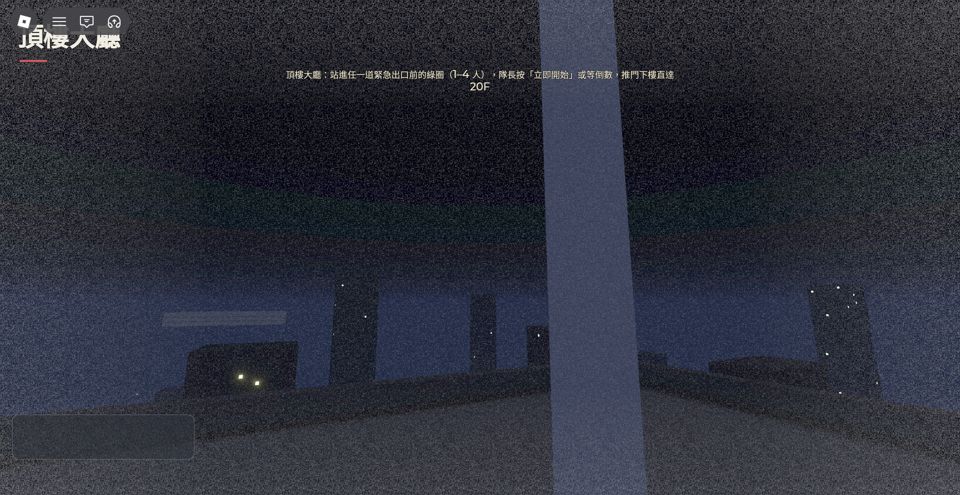 頂樓大廳
頂樓大廳：站進任一道緊急出口前的綠圈（1–4 人），隊長按「立即開始」或等倒數，推門下樓直達
20F